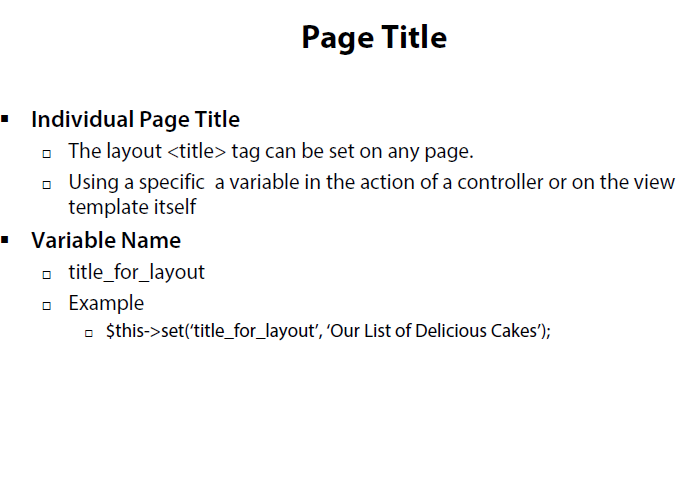 Page Title
Individual Page Title
The layout <title> tag can be set on any page.
Using a specific  a variable in the action of a controller or on the view
template itself
Variable Name
title_for_layout
Example
$this->set(‘title_for_layout’, ‘Our List of Delicious Cakes’);